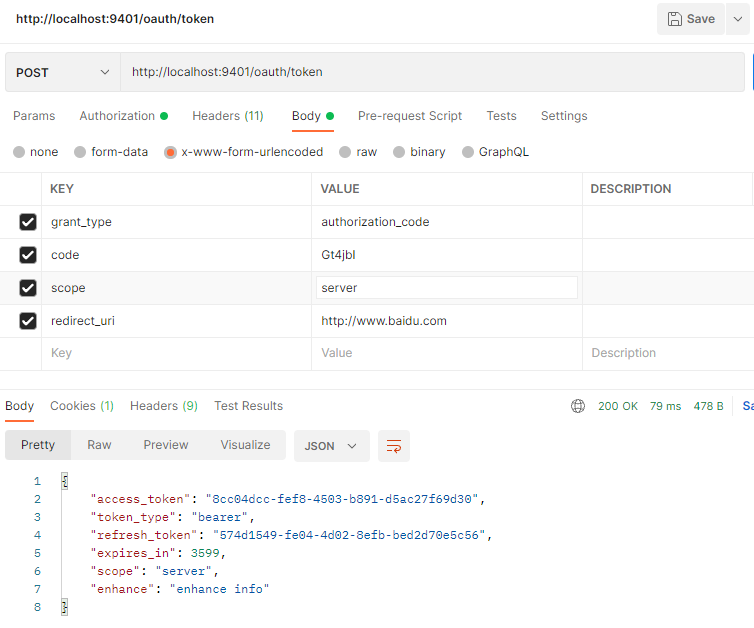 http://localhost:9401/oauth/token Save
POST http://localhost:9401/oauth/token
Params Authorization Headers (11) Body Pre-request Script Tests Settings
none form-data x-www-form-urlencoded raw binary GraphQL
KEY VALUE DESCRIPTION
grant_type authorization_code
code Gt4jbl
scope server
redirect_uri http://www.baidu.com
Key Value Description
Body Cookies (1) Headers (9) Test Results 200 OK 79 ms 478 B Sa
Pretty Raw Preview Visualize JSON
1 {
2 "access_token": "8cc04dcc-fef8-4503-b891-d5ac27f69d30",
3 "token_type": "bearer",
4 "refresh_token": "574d1549-fe04-4d02-8efb-bed2d70e5c56",
5 "expires_in": 3599,
6 "scope": "server",
7 "enhance": "enhance info"
8 }